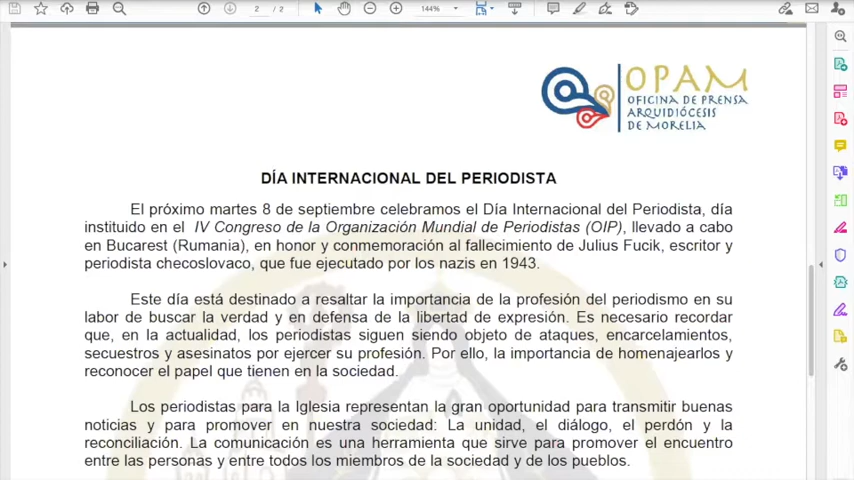 2 / 2
144%
OPAM
OFICINA DE PRENSA
ARQUIDIÓCESIS
DE MORELIA
DÍA INTERNACIONAL DEL PERIODISTA
El próximo martes 8 de septiembre celebramos el Día Internacional del Periodista, día
instituido en el IV Congreso de la Organización Mundial de Periodistas (OIP), llevado a cabo
en Bucarest (Rumania), en honor y conmemoración al fallecimiento de Julius Fucik, escritor y
periodista checoslovaco, que fue ejecutado por los nazis en 1943.
Este día está destinado a resaltar la importancia de la profesión del periodismo en su
labor de buscar la verdad y en defensa de la libertad de expresión. Es necesario recordar
que, en la actualidad, los periodistas siguen siendo objeto de ataques, encarcelamientos,
secuestros y asesinatos por ejercer su profesión. Por ello, la importancia de homenajearlos y
reconocer el papel que tienen en la sociedad.
Los periodistas para la Iglesia representan la gran oportunidad para transmitir buenas
noticias y para promover en nuestra sociedad: La unidad, el diálogo, el perdón y la
reconciliación. La comunicación es una herramienta que sirve para promover el encuentro
entre las personas y entre todos los miembros de la sociedad y de los pueblos.